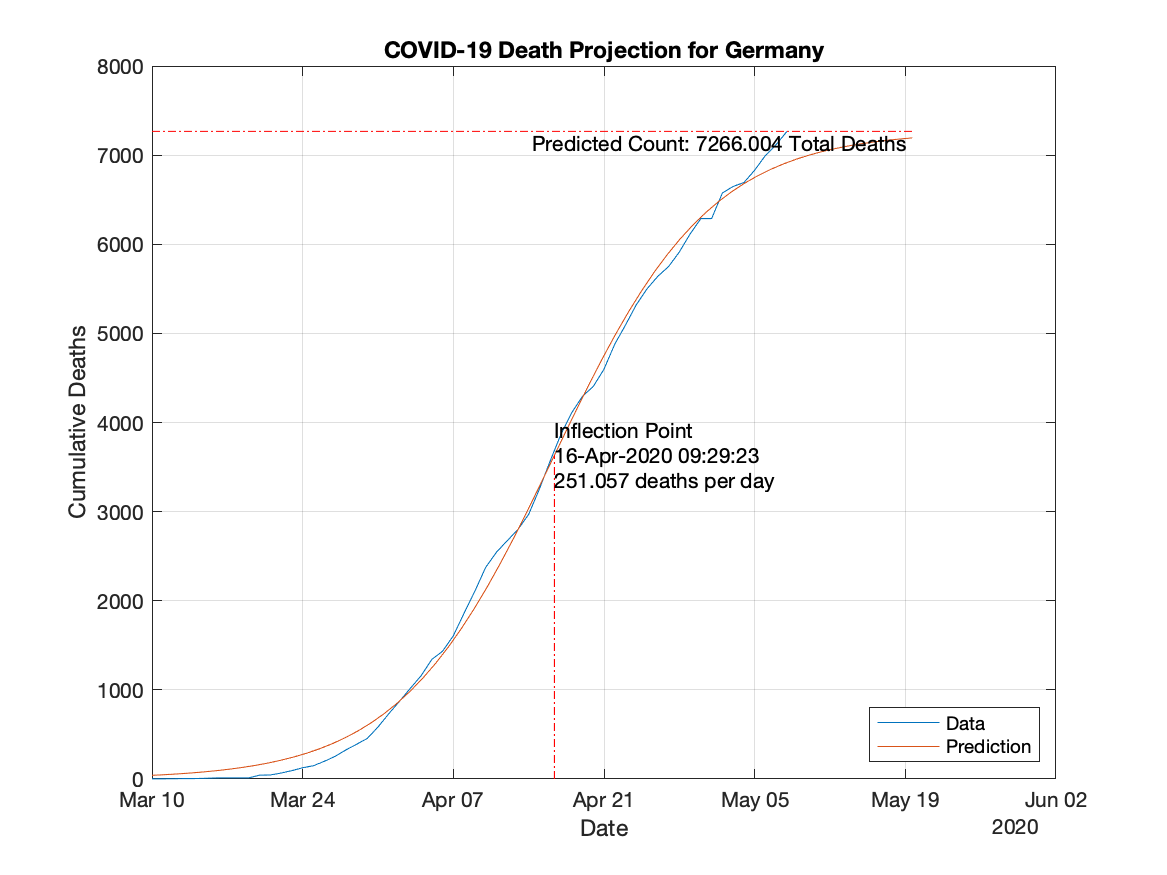 COVID-19 Death Projection for Germany
8000
7000
6000
5000
4000
3000
2000
1000
0
Cumulative Deaths
Predicted Count: 7266.004 Total Deaths
Inflection Point
16-Apr-2020 09:29:23
251.057 deaths per day
Data
Prediction
Mar 10 Mar 24 Apr 07 Apr 21 May 05 May 19 Jun 02
Date
2020